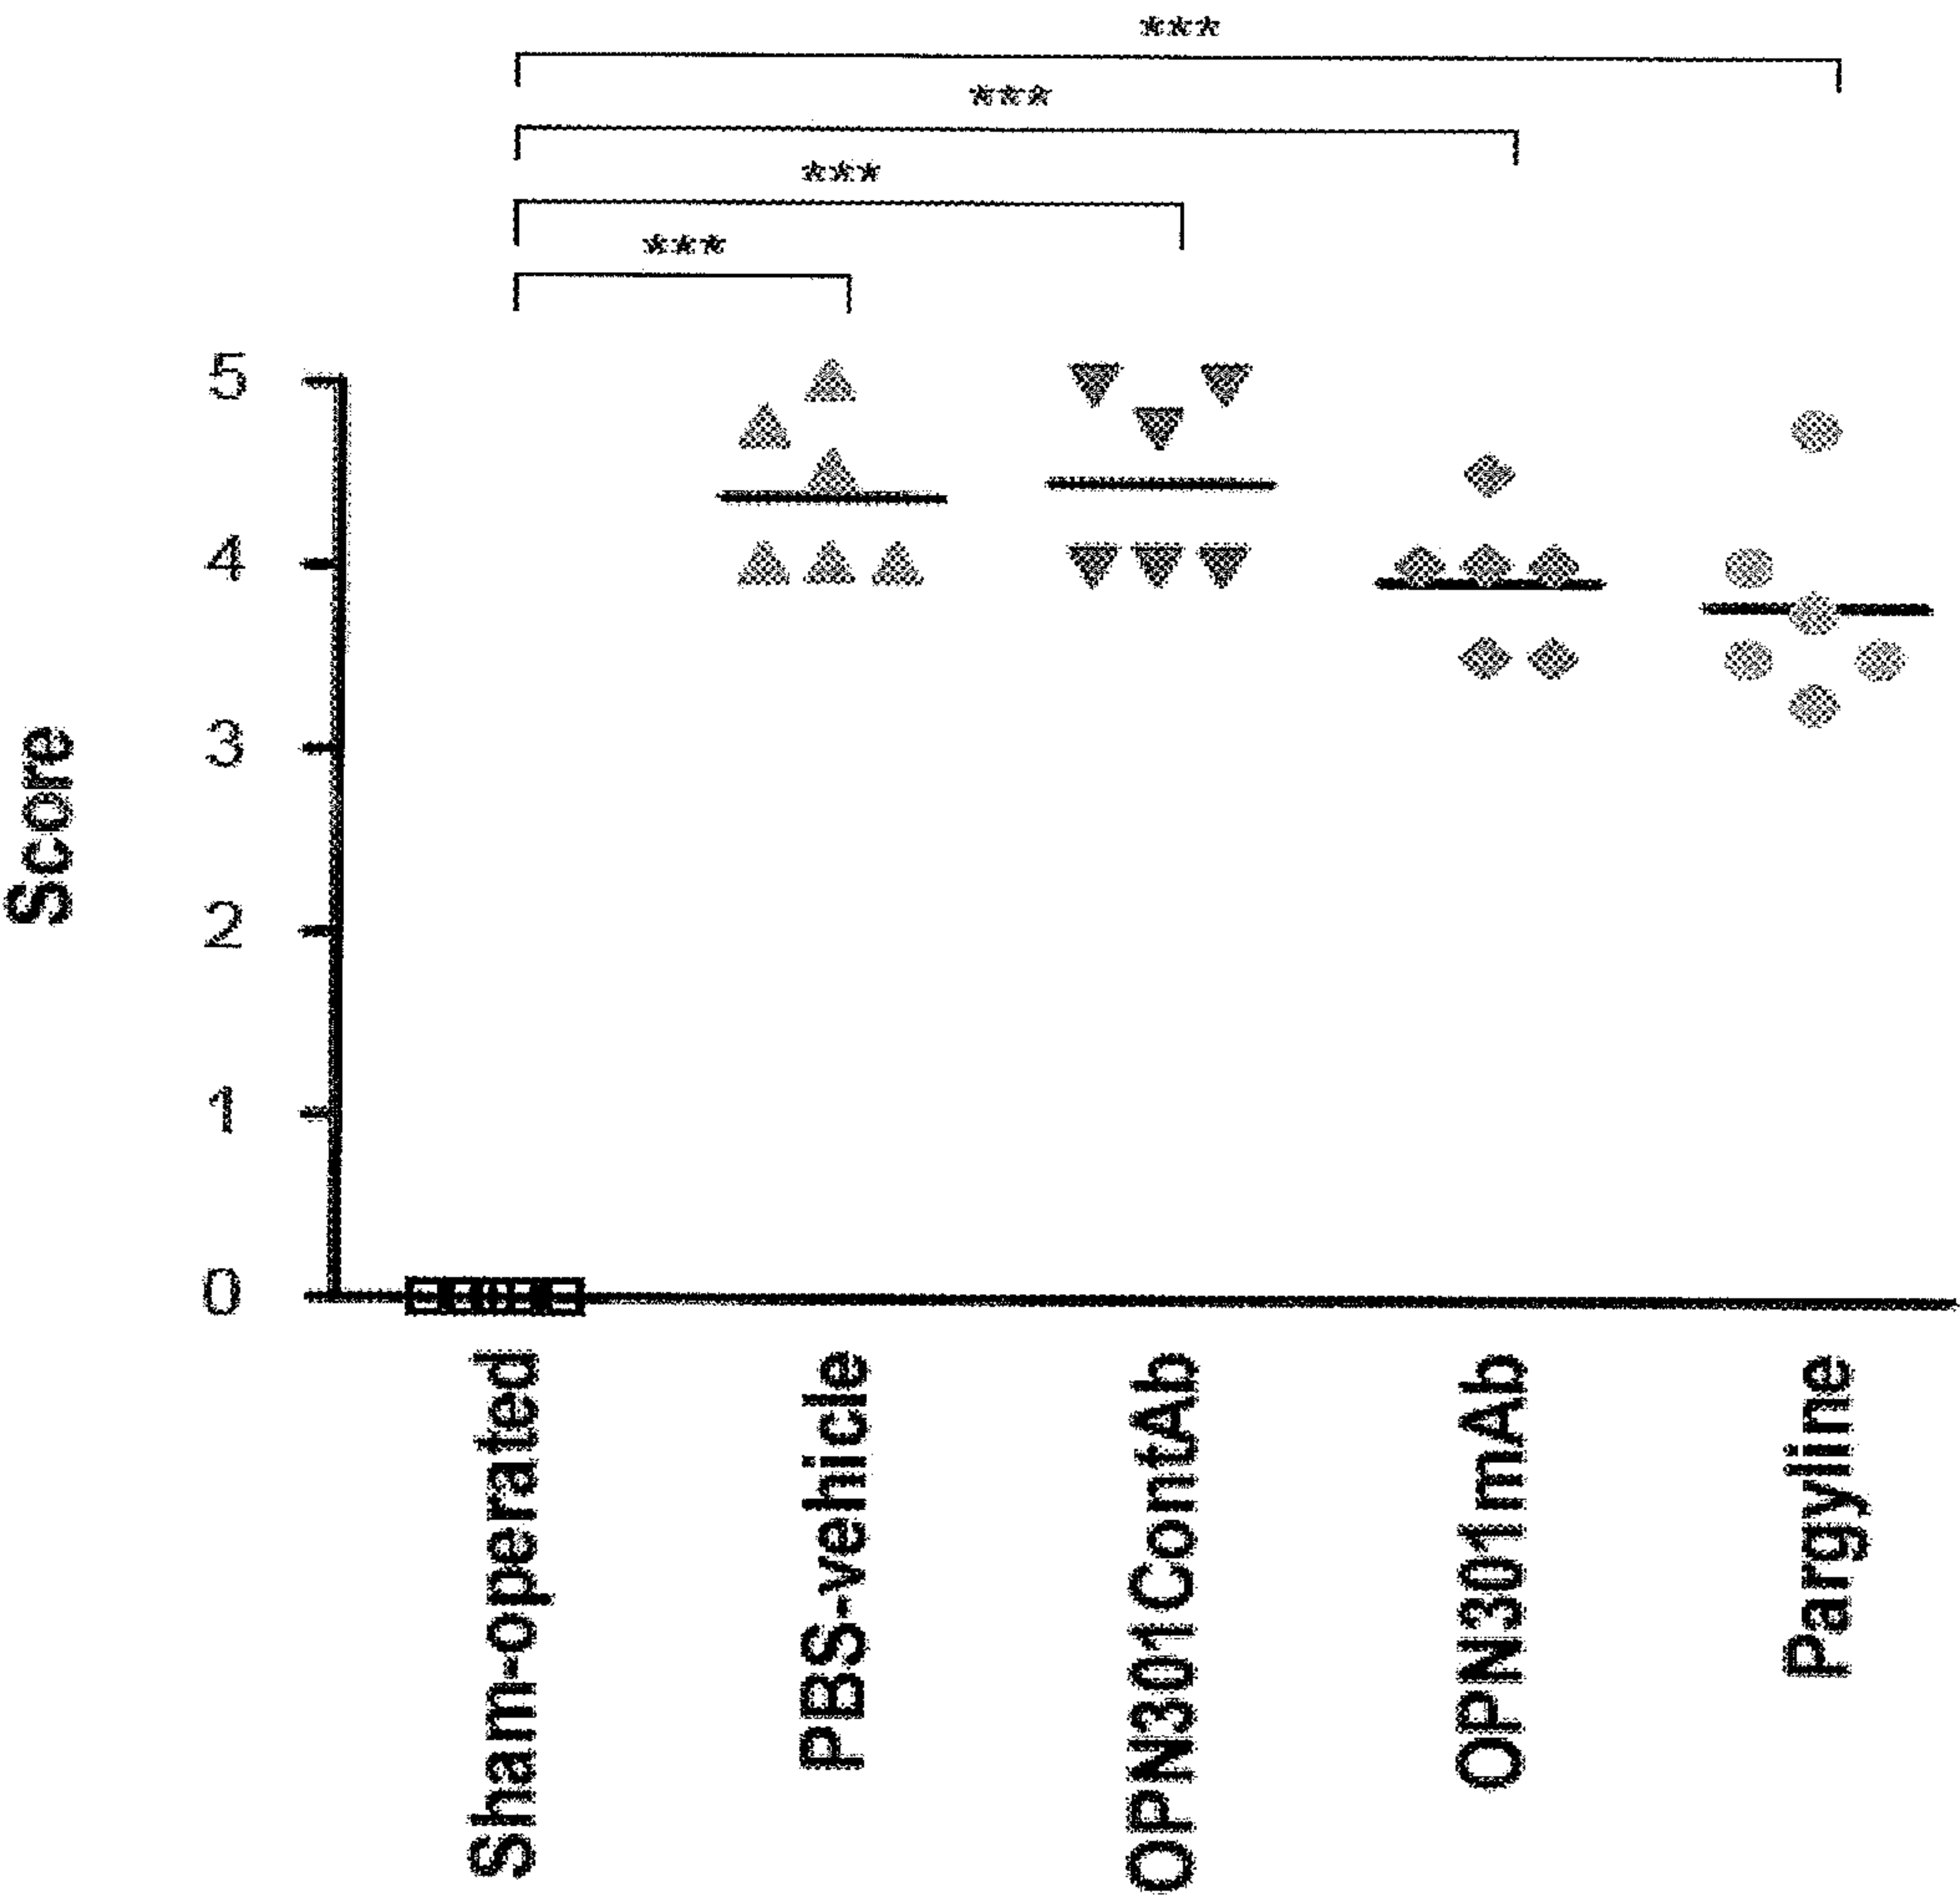 ***
***
***
***
5
4
3
2
1
0
Score
Sham-operated
PBS-vehicle
OPN301ContAb
OPN301mAb
Pargyline